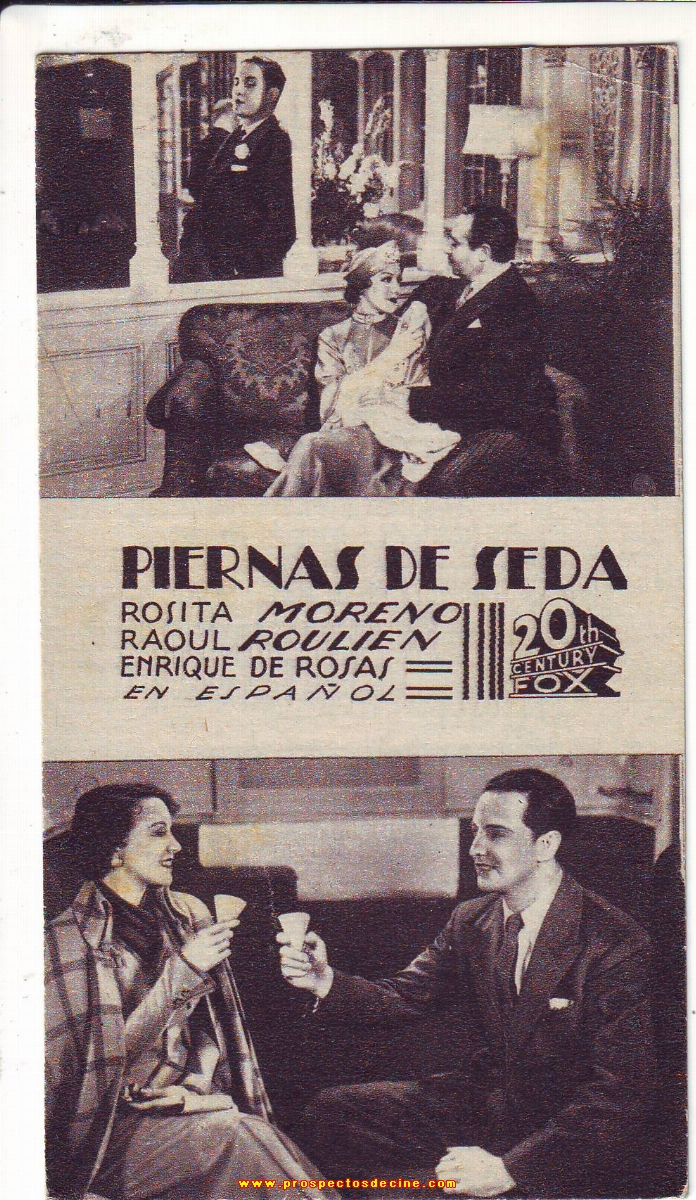 PIERNAS DE SEDA
ROSITA MORENO
RAOUL ROULIEN
ENRIQUE DE ROSAS
EN ESPAÑOL
20th
CENTURY
FOX
www.prospectosdecine.com